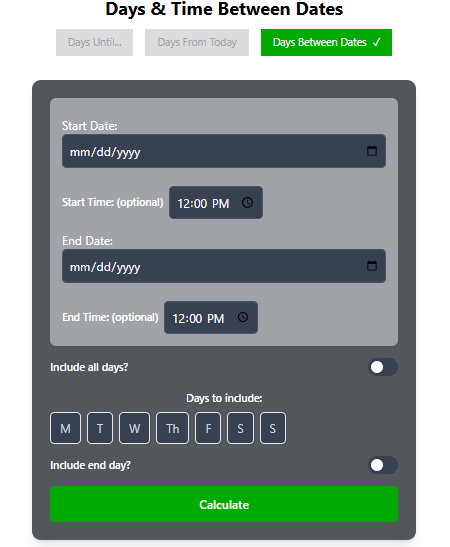 Days & Time Between Dates
Days Until... Days From Today Days Between Dates ✓
Start Date:
mm/dd/yyyy
Start Time: (optional) 12:00 PM
End Date:
mm/dd/yyyy
End Time: (optional) 12:00 PM
Include all days?
Days to include:
M T W Th F S S
Include end day?
Calculate